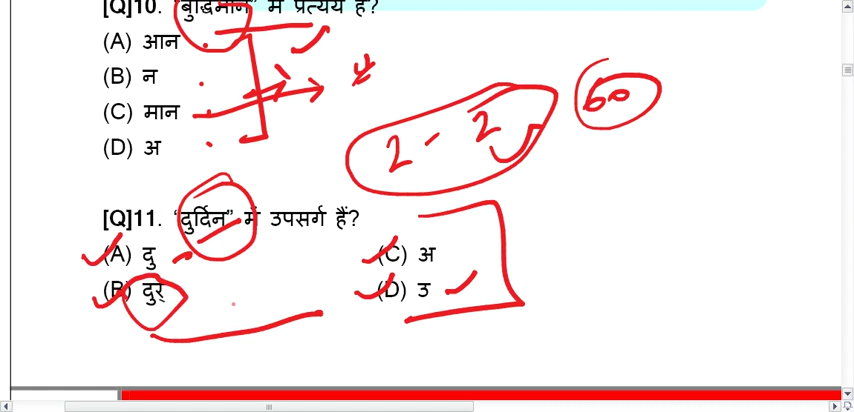 [Q]10. "बुद्धिमान" में प्रत्यय है?
(A) आन
(B) न
(C) मान
(D) अ
2 - 2
60
[Q]11. "दुर्दिन" में उपसर्ग हैं?
(A) दु (C) अ
(B) दुर् (D) उ